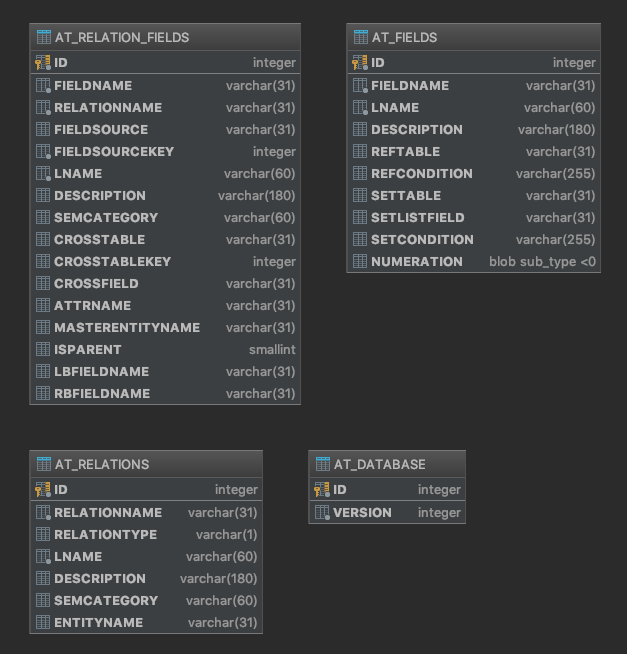 AT_RELATION_FIELDS
ID integer
FIELDNAME varchar(31)
RELATIONNAME varchar(31)
FIELDSOURCE varchar(31)
FIELDSOURCEKEY integer
LNAME varchar(60)
DESCRIPTION varchar(180)
SEMCATEGORY varchar(60)
CROSSTABLE varchar(31)
CROSSTABLEKEY integer
CROSSFIELD varchar(31)
ATTRNAME varchar(31)
MASTERENTITYNAME varchar(31)
ISPARENT smallint
LBFIELDNAME varchar(31)
RBFIELDNAME varchar(31)
AT_FIELDS
ID integer
FIELDNAME varchar(31)
LNAME varchar(60)
DESCRIPTION varchar(180)
REFTABLE varchar(31)
REFCONDITION varchar(255)
SETTABLE varchar(31)
SETLISTFIELD varchar(31)
SETCONDITION varchar(255)
NUMERATION blob sub_type <0
AT_RELATIONS
ID integer
RELATIONNAME varchar(31)
RELATIONTYPE varchar(1)
LNAME varchar(60)
DESCRIPTION varchar(180)
SEMCATEGORY varchar(60)
ENTITYNAME varchar(31)
AT_DATABASE
ID integer
VERSION integer